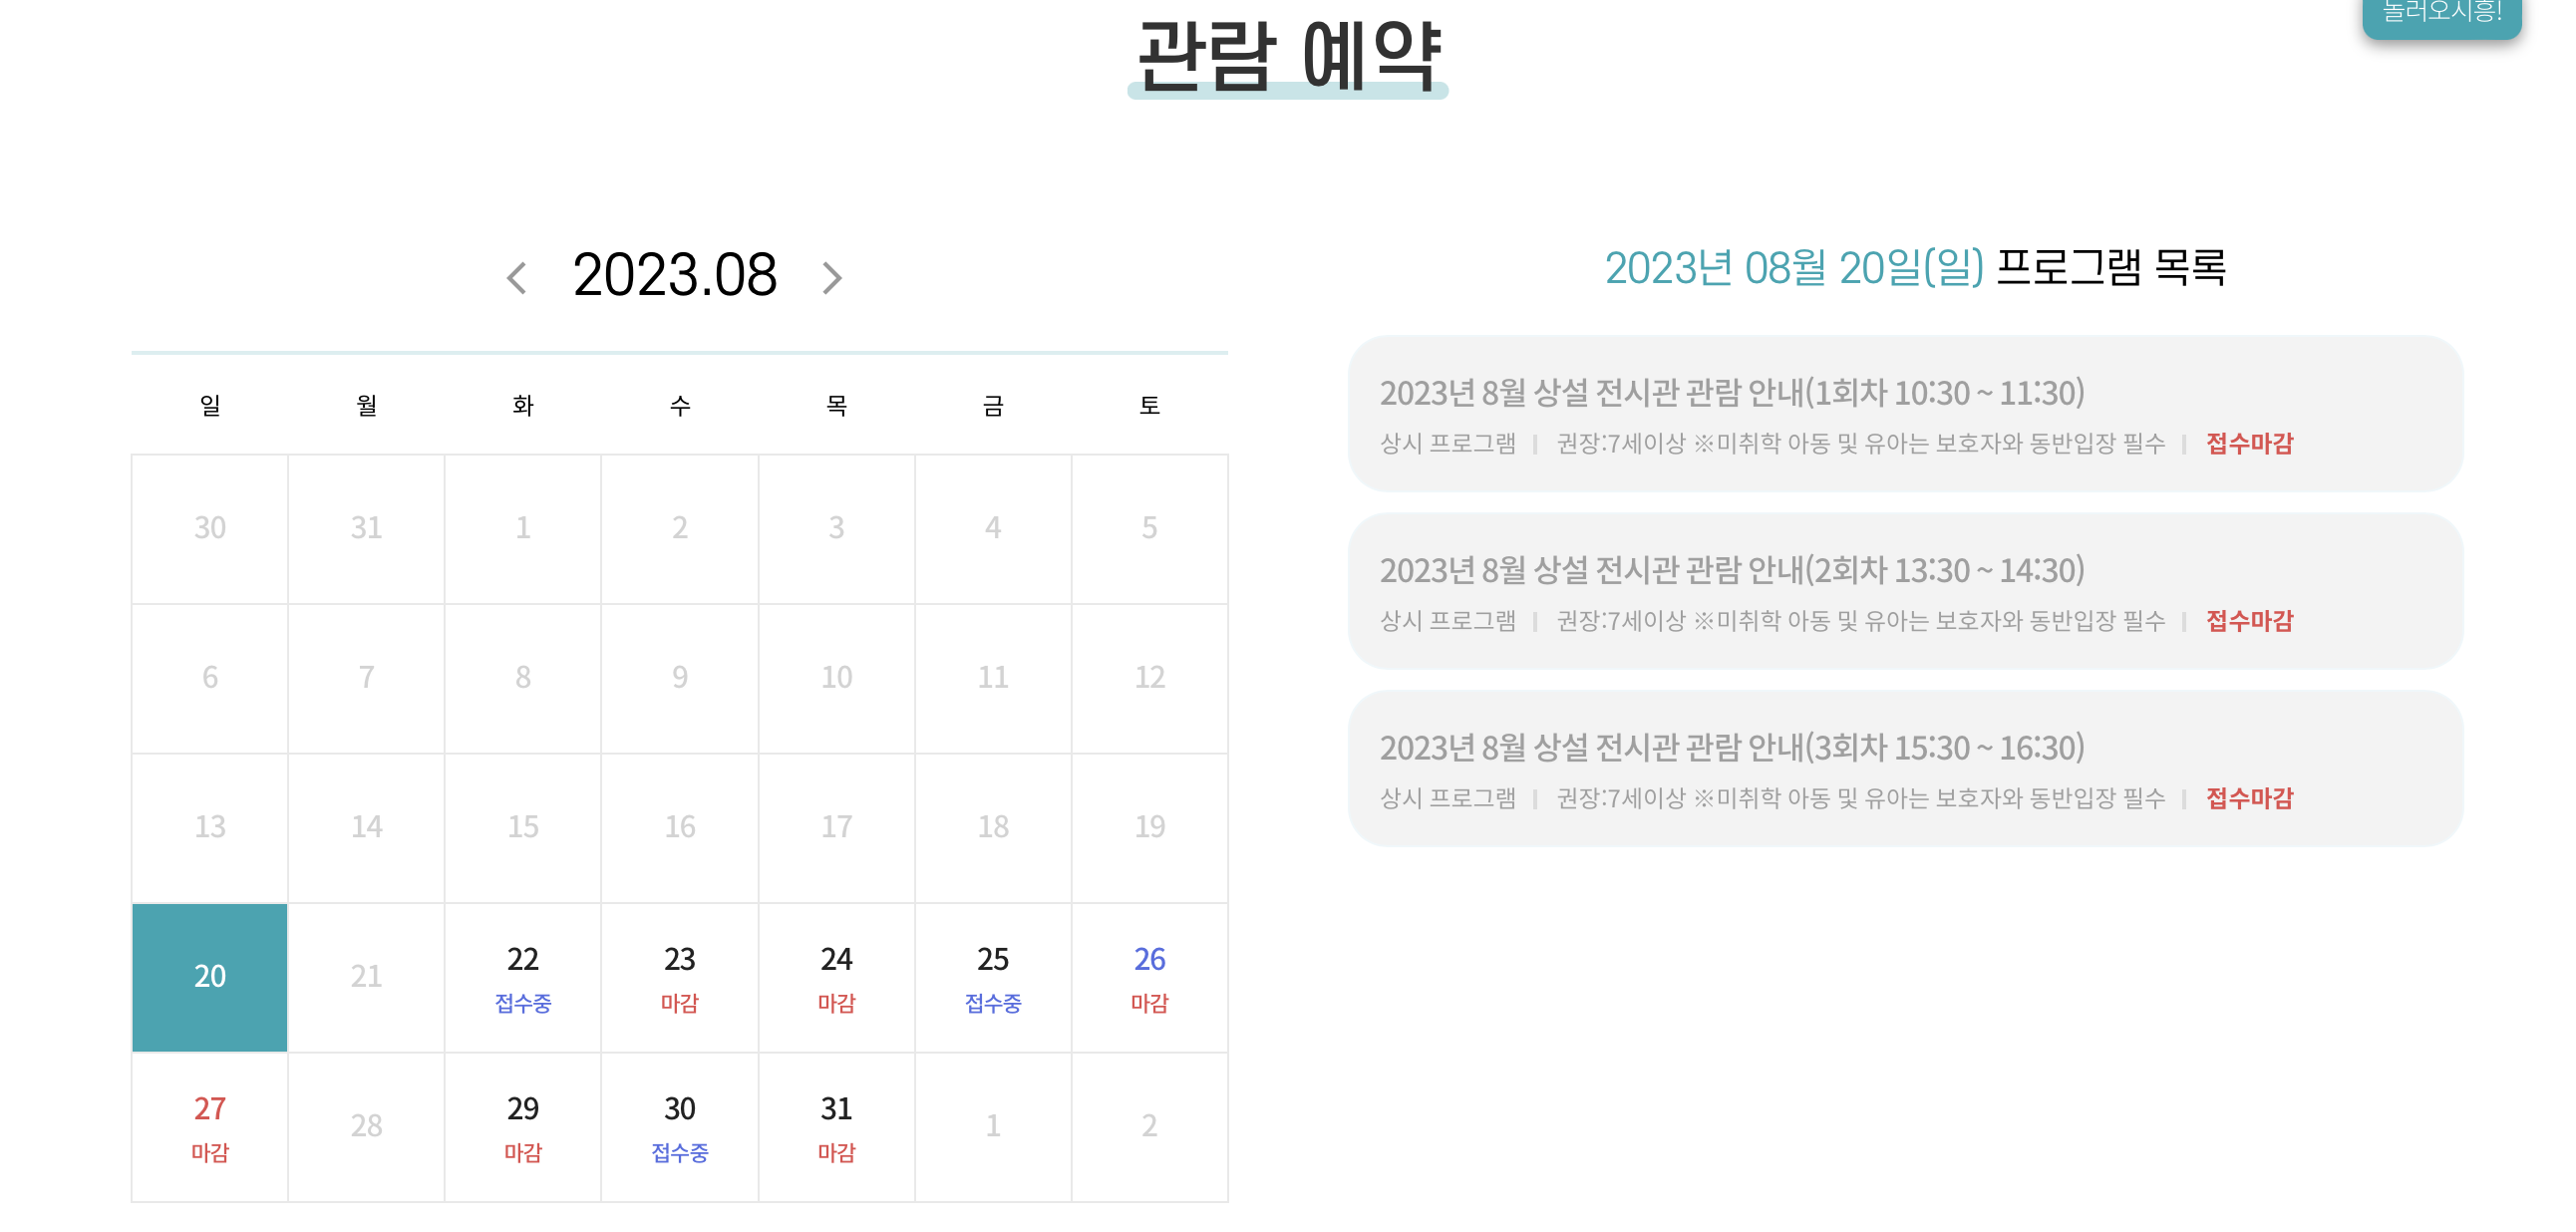 놀러오시흥!
관람 예약
2023.08
일 월 화 수 목 금 토
30 31 1 2 3 4 5
6 7 8 9 10 11 12
13 14 15 16 17 18 19
20 21 22 23 24 25 26
접수중 마감 마감 접수중 마감
27 28 29 30 31 1 2
마감 마감 접수중 마감
2023년 08월 20일(일) 프로그램 목록
2023년 8월 상설 전시관 관람 안내(1회차 10:30 ~ 11:30)
상시 프로그램 | 권장:7세이상 ※미취학 아동 및 유아는 보호자와 동반입장 필수 | 접수마감
2023년 8월 상설 전시관 관람 안내(2회차 13:30 ~ 14:30)
상시 프로그램 | 권장:7세이상 ※미취학 아동 및 유아는 보호자와 동반입장 필수 | 접수마감
2023년 8월 상설 전시관 관람 안내(3회차 15:30 ~ 16:30)
상시 프로그램 | 권장:7세이상 ※미취학 아동 및 유아는 보호자와 동반입장 필수 | 접수마감